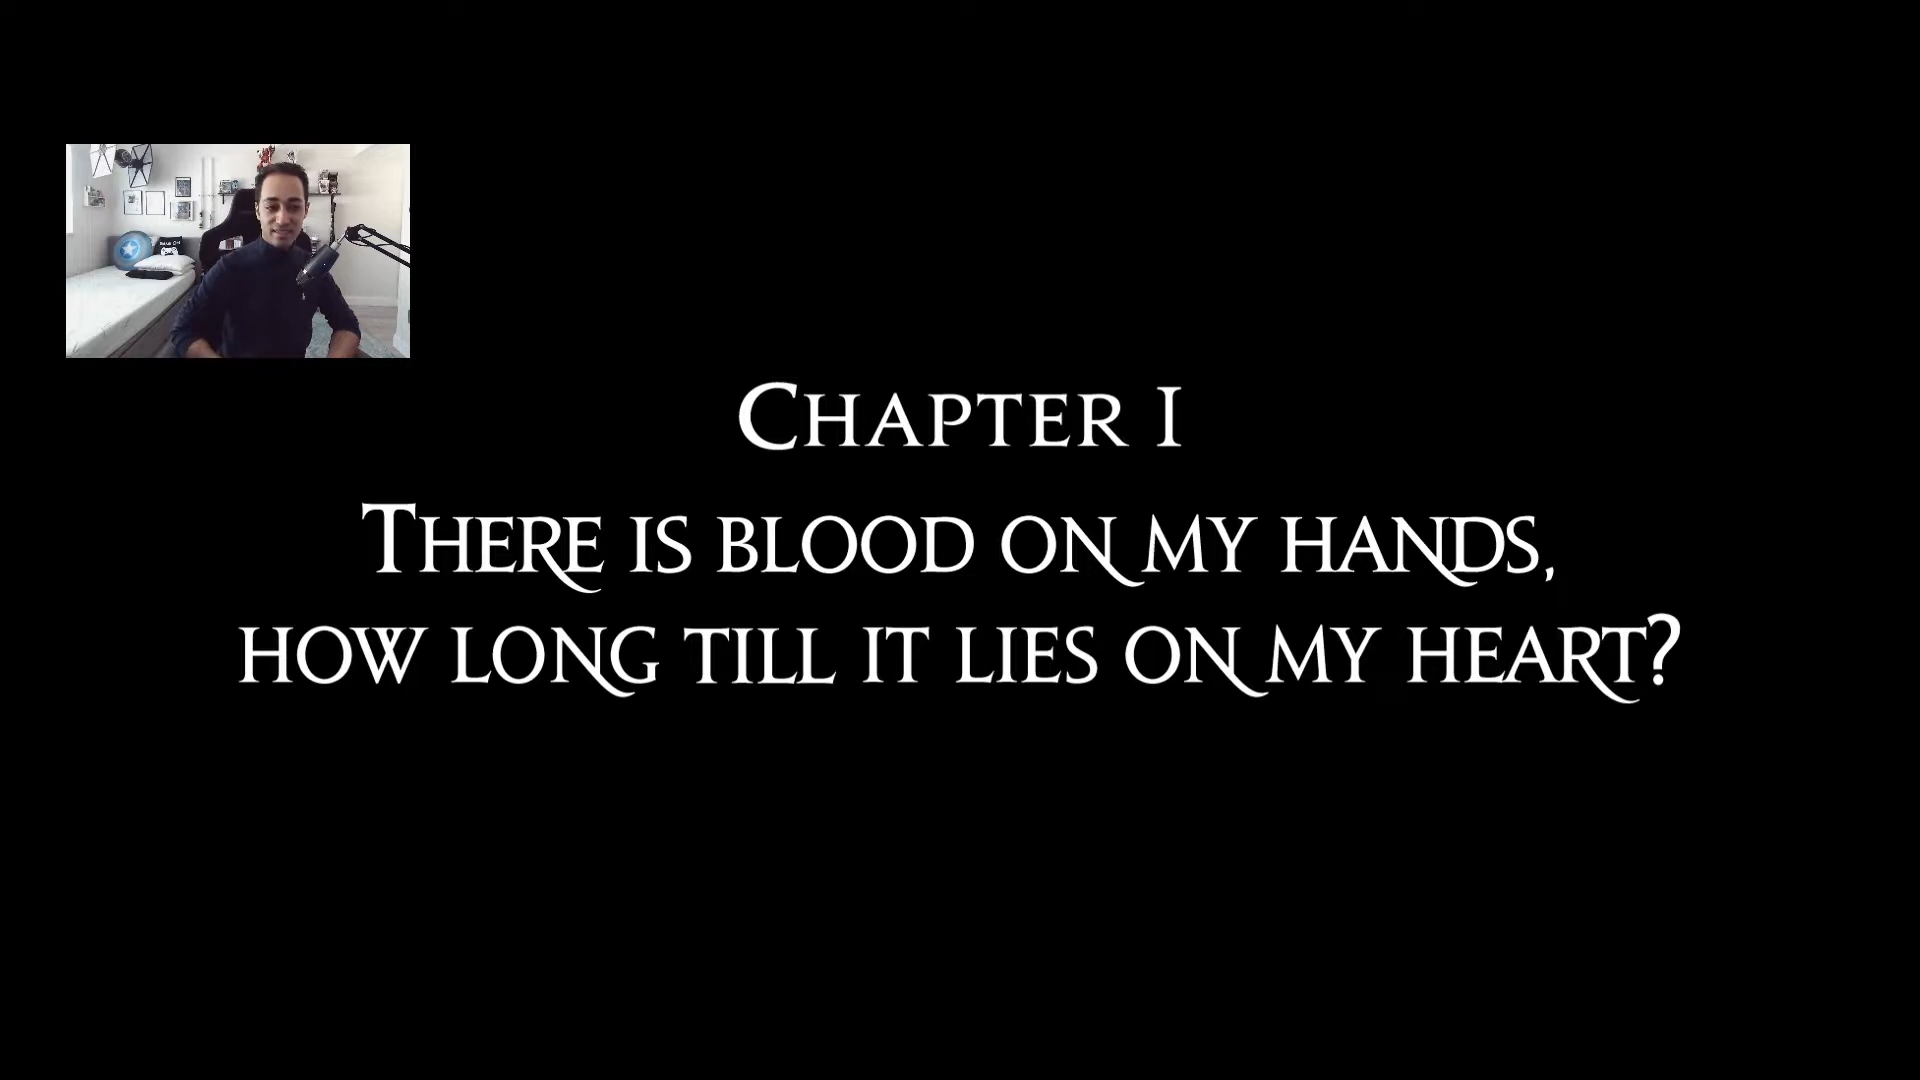 Chapter I
There is blood on my hands,
how long till it lies on my heart?